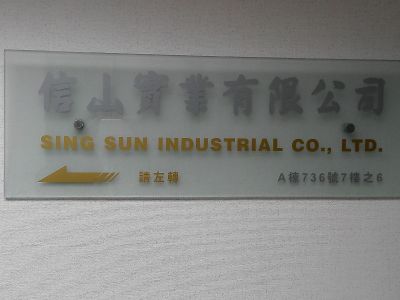 信山實業有限公司
SING SUN INDUSTRIAL CO., LTD.
請左轉 A棟736號7樓之6